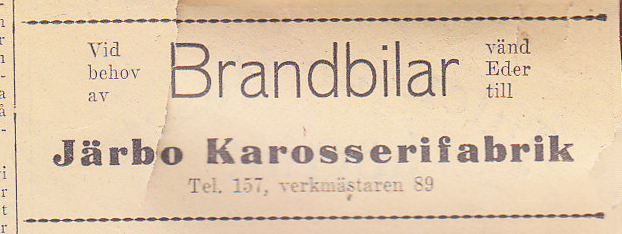 Vid behov av Brandbilar vänd Eder till
Järbo Karosserifabrik
Tel. 157, verkmästaren 89